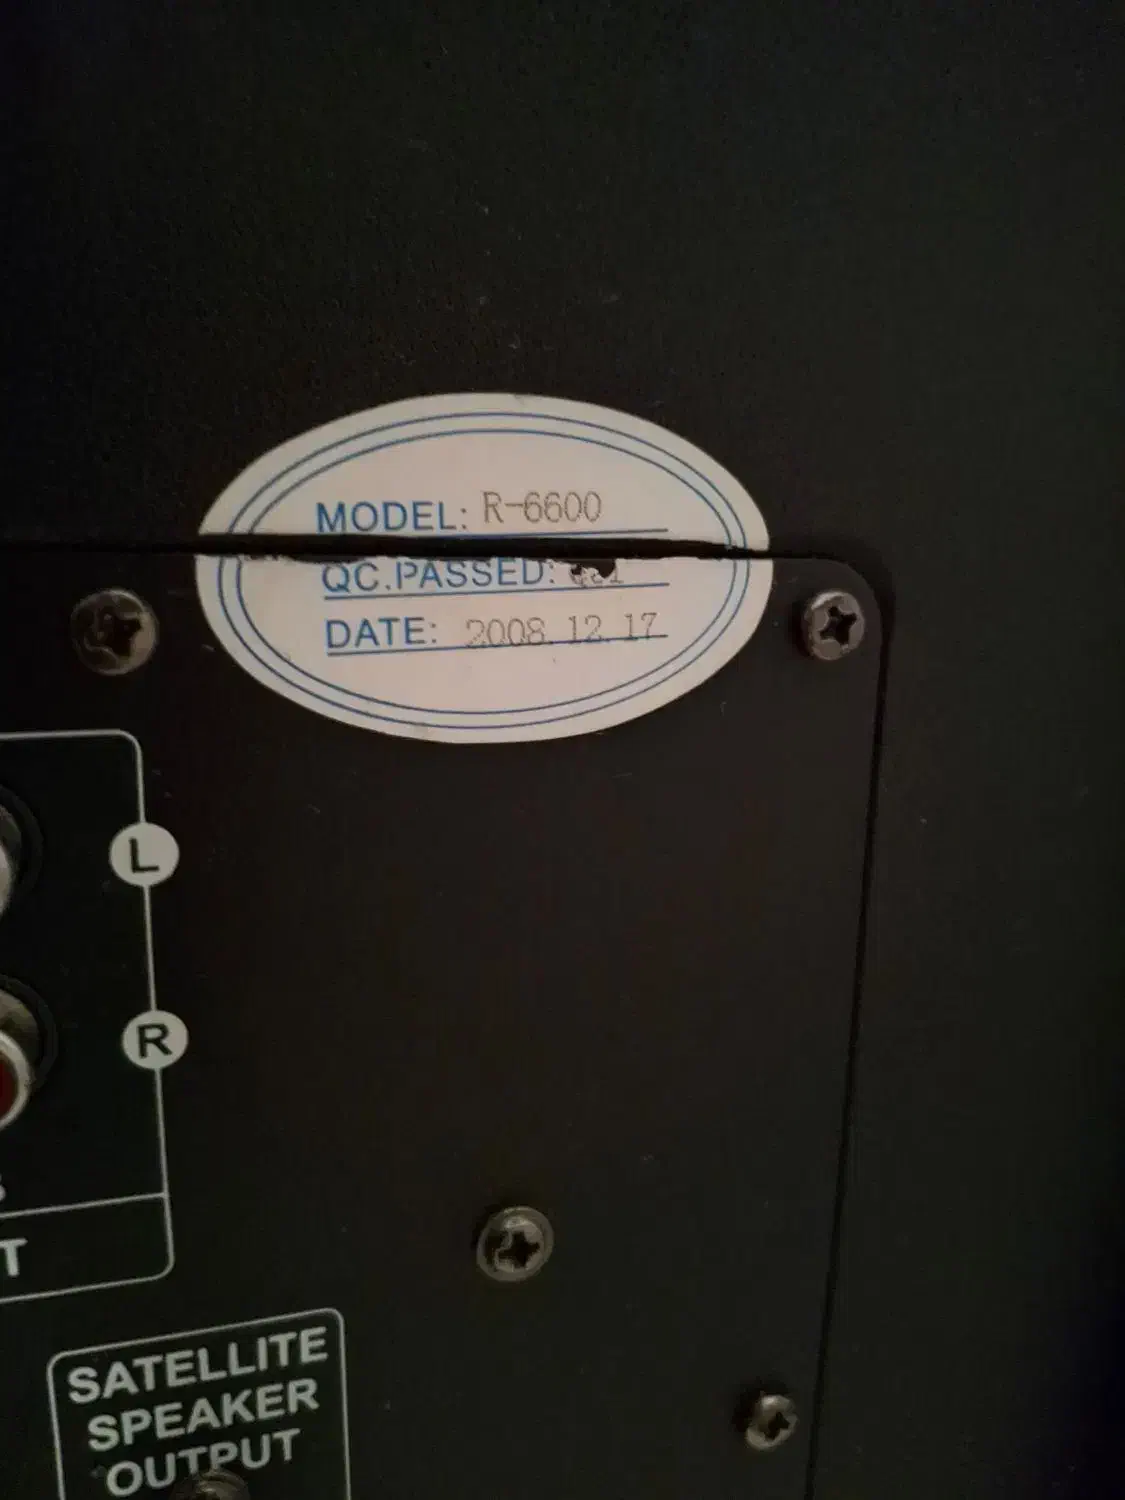 MODEL: R-6600
QC.PASSED:
DATE: 2008.12.17
L
R
T
SATELLITE
SPEAKER
OUTPUT